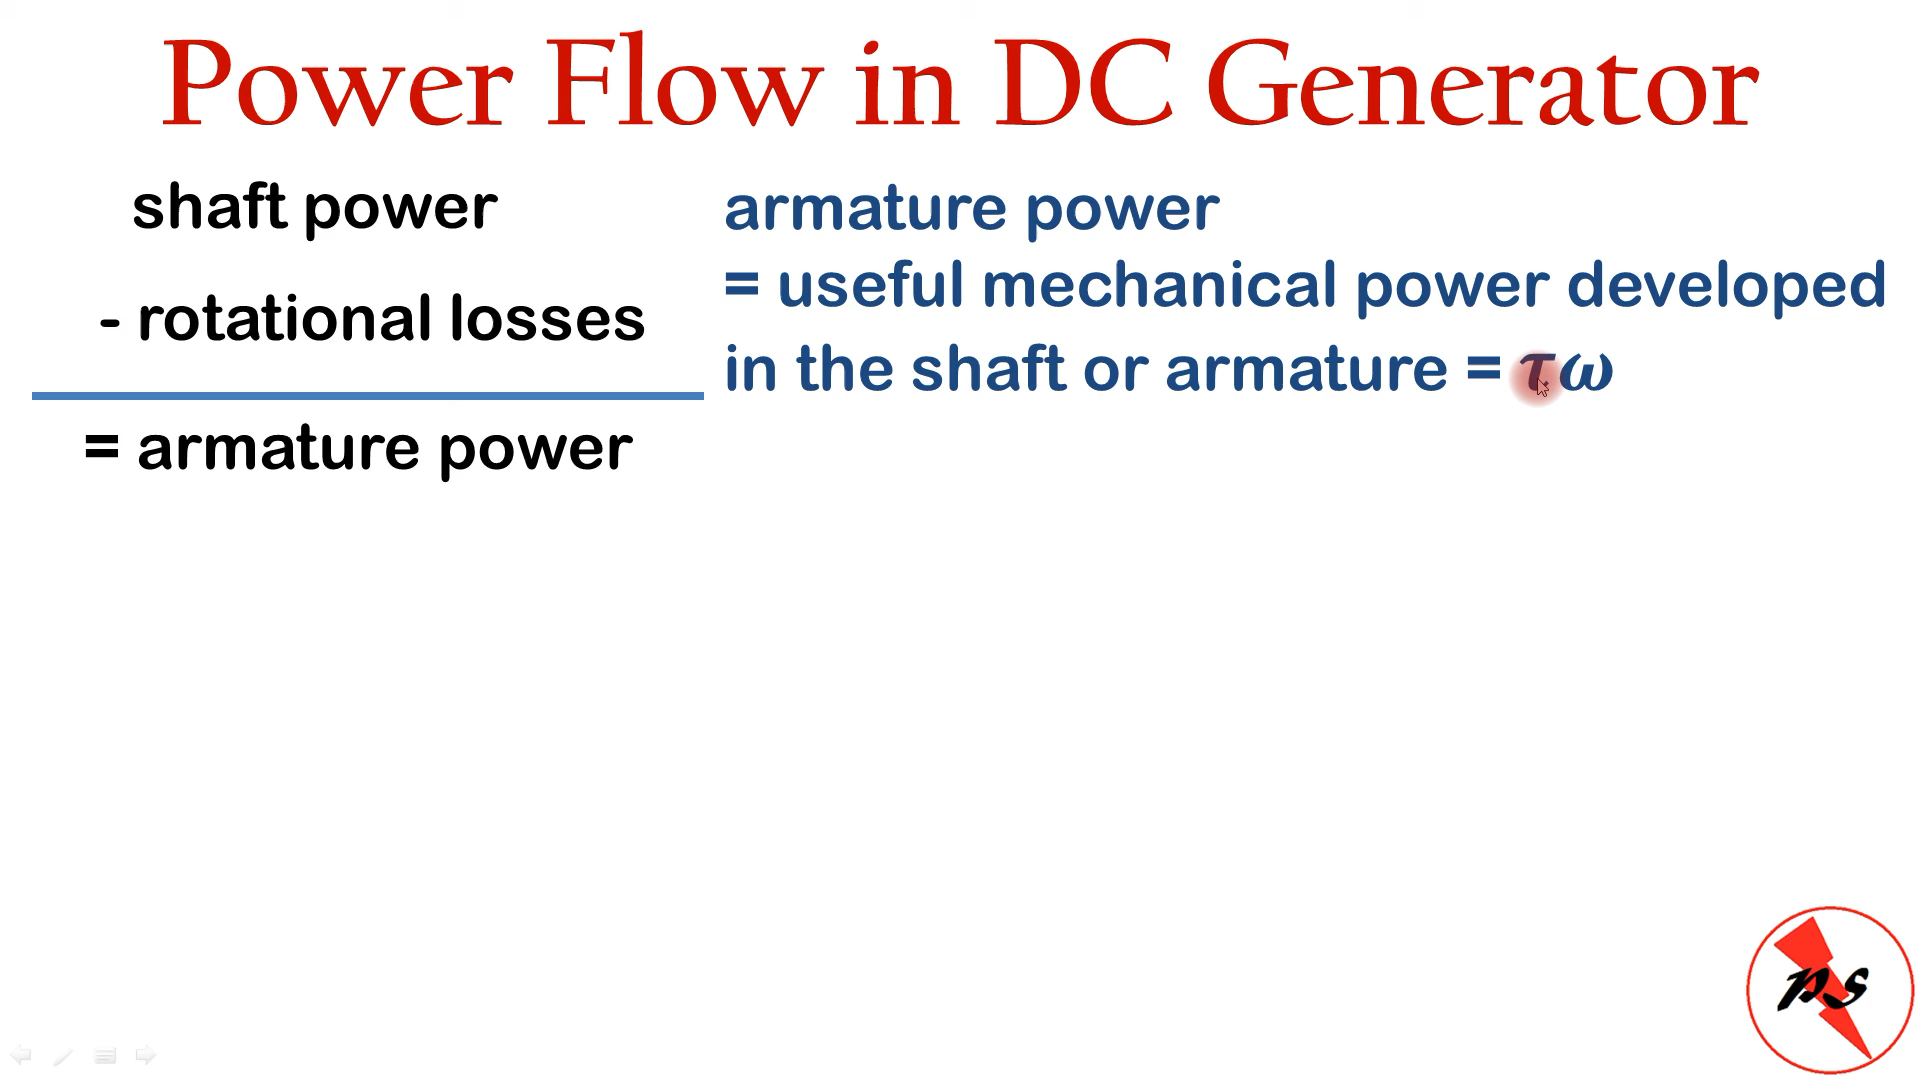 Power Flow in DC Generator
shaft power
- rotational losses
= armature power
armature power
= useful mechanical power developed
in the shaft or armature = τω
ps